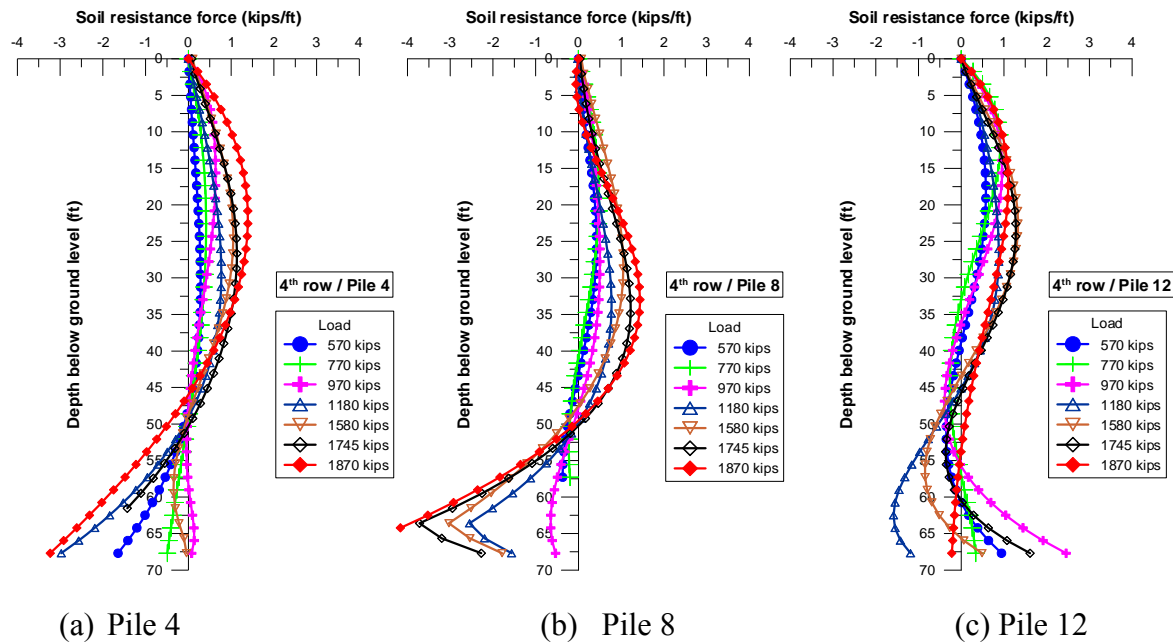 Soil resistance force (kips/ft)
-4 -3 -2 -1 0 1 2 3 4
0
5
10
15
20
25
30
35
40
45
50
55
60
65
70
Depth below ground level (ft)
4th row / Pile 4
Load
570 kips
770 kips
970 kips
1180 kips
1580 kips
1745 kips
1870 kips
(a) Pile 4
Soil resistance force (kips/ft)
-4 -3 -2 -1 0 1 2 3 4
0
5
10
15
20
25
30
35
40
45
50
55
60
65
70
Depth below ground level (ft)
4th row / Pile 8
Load
570 kips
770 kips
970 kips
1180 kips
1580 kips
1745 kips
1870 kips
(b) Pile 8
Soil resistance force (kips/ft)
-4 -3 -2 -1 0 1 2 3 4
0
5
10
15
20
25
30
35
40
45
50
55
60
65
70
Depth below ground level (ft)
4th row / Pile 12
Load
570 kips
770 kips
970 kips
1180 kips
1580 kips
1745 kips
1870 kips
(c) Pile 12